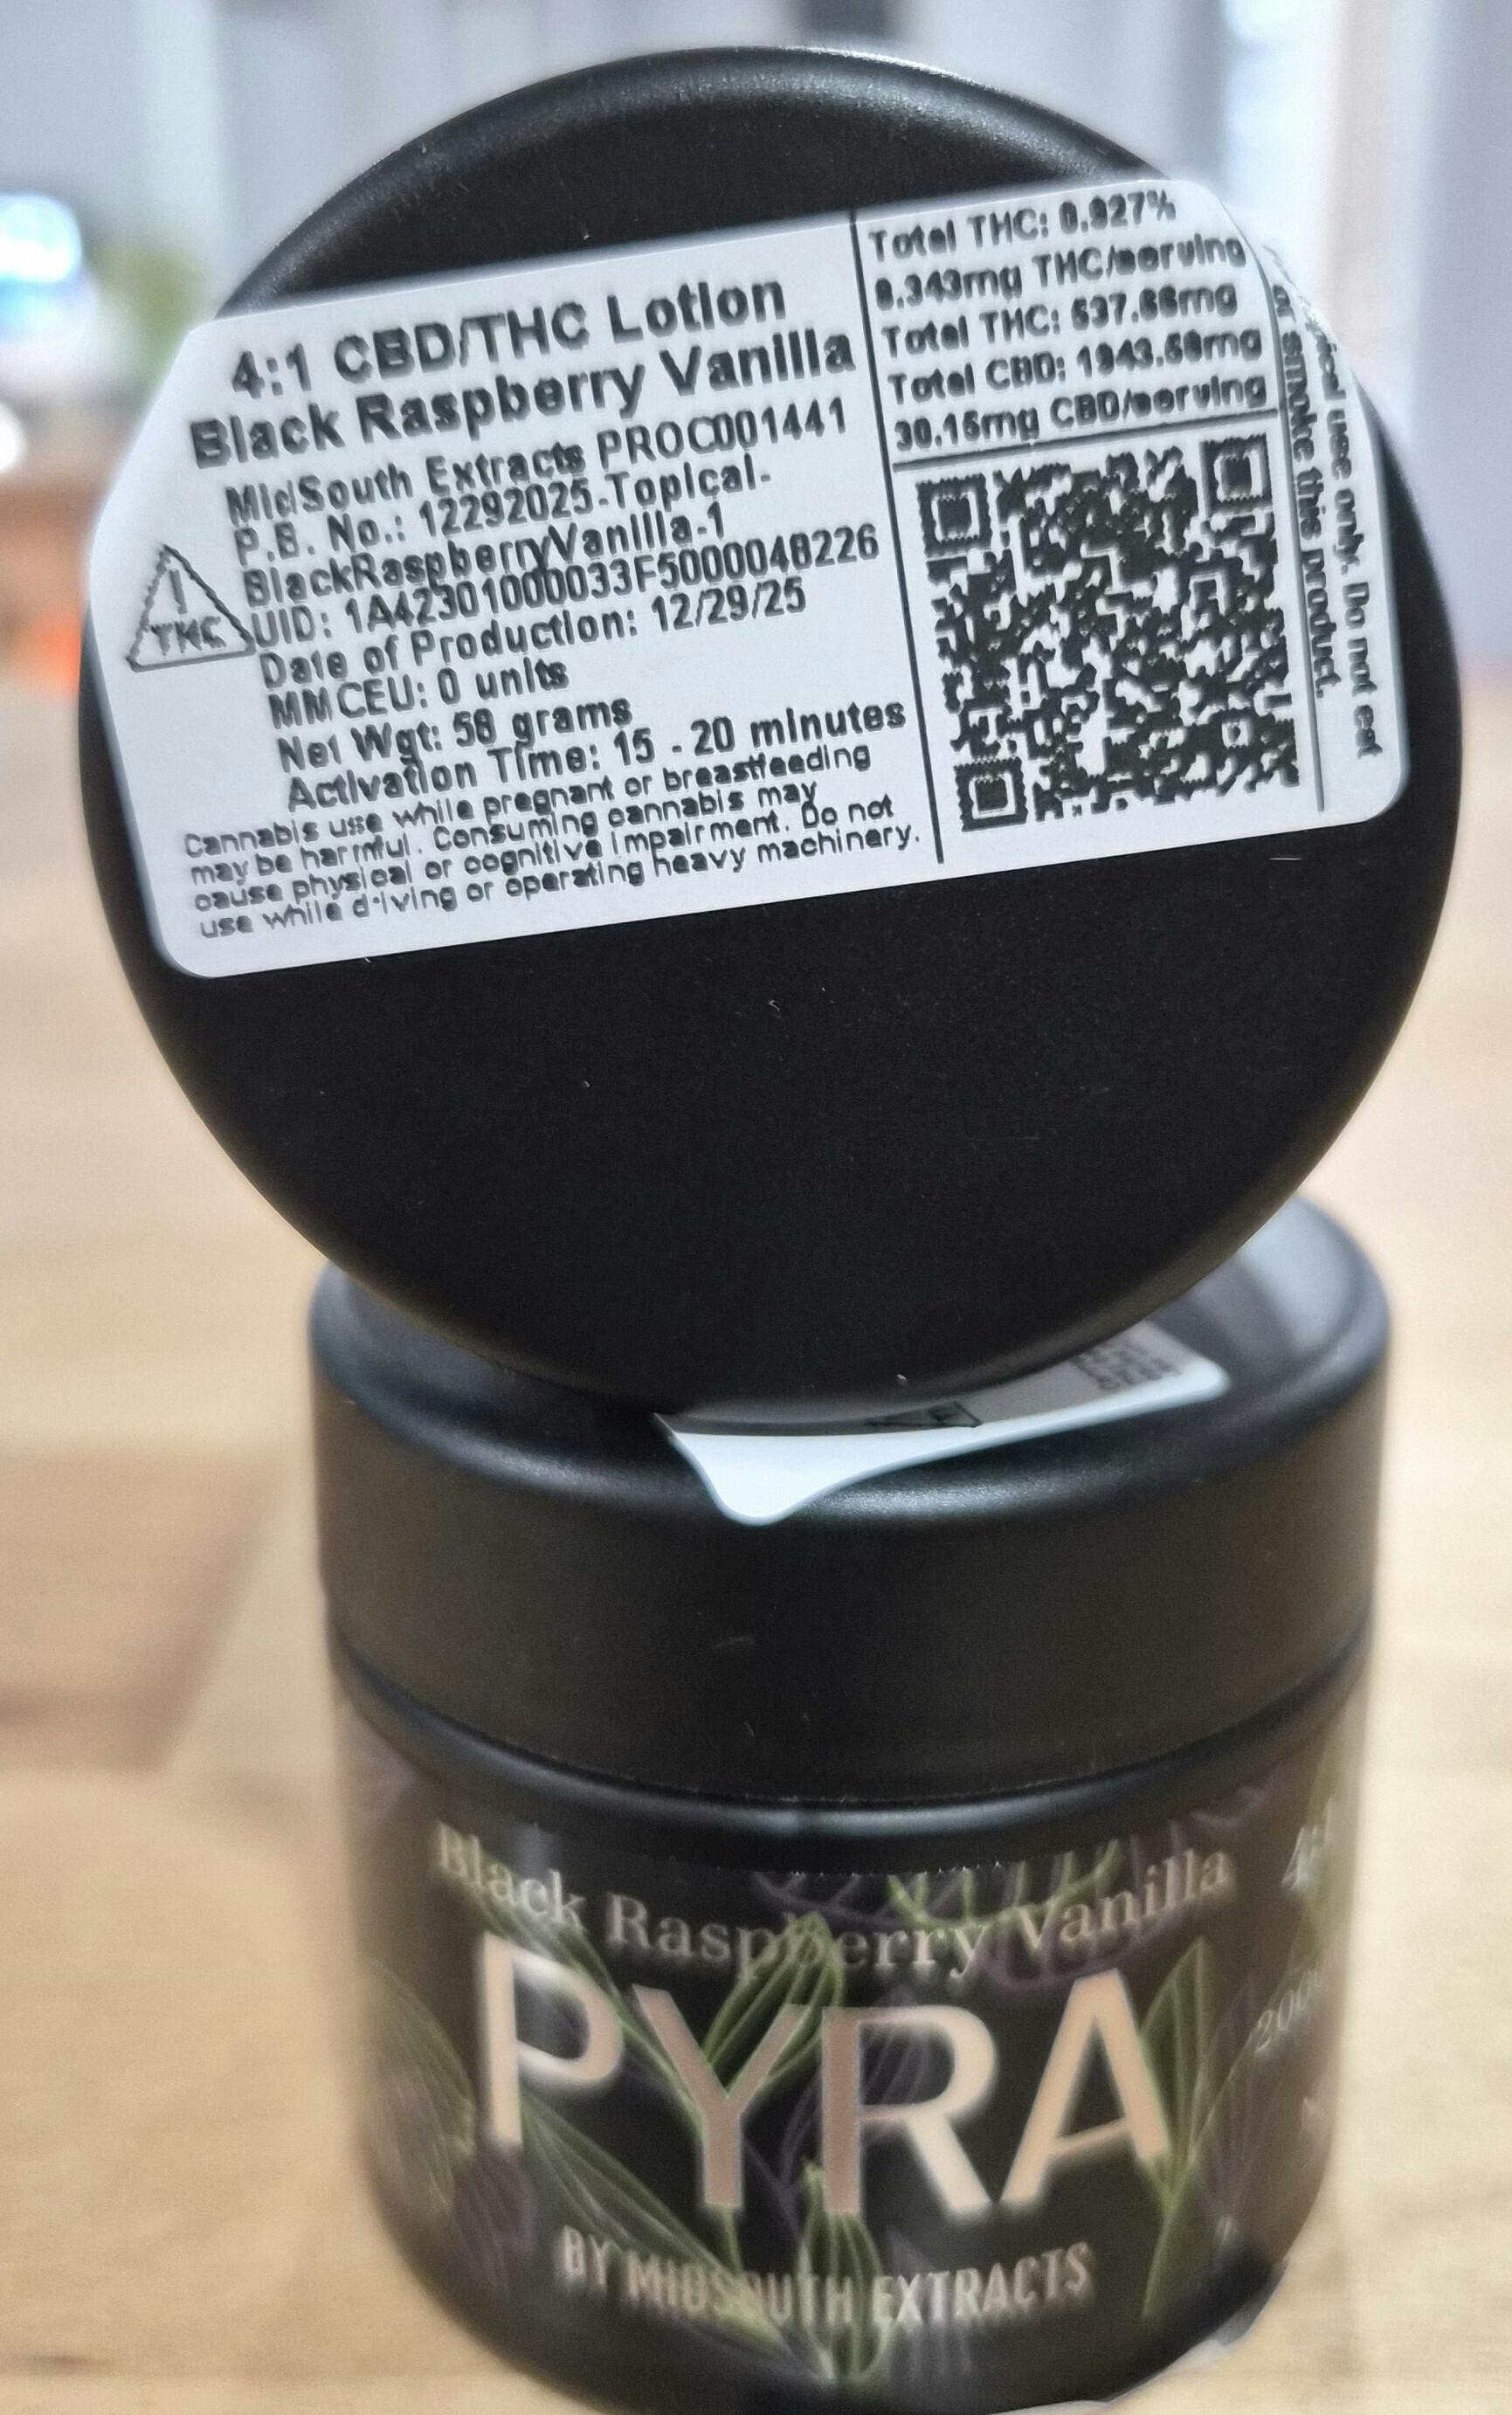 4:1 CBD/THC Lotion
Black Raspberry Vanilla
MidSouth Extracts PROC001441
P.B. No.: 12292025-Topical-
BlackRaspberryVanilla-1
UID: 1A42301000033F5000048226
Date of Production: 12/29/25
MMCEU: 0 units
Net Wgt: 58 grams
Activation Time: 15 - 20 minutes
Cannabis use while pregnant or breastfeeding
may be harmful. Consuming cannabis may
cause physical or cognitive impairment. Do not
use while driving or operating heavy machinery.
! THC
Total THC: 0.927%
8.343mg THC/serving
Total THC: 537.66mg
Total CBD: 1943.58mg
30.16mg CBD/serving
use only. Do not eat
or smoke this product.
Black Raspberry Vanilla
4:1
PYRA
BY MIDSOUTH EXTRACTS